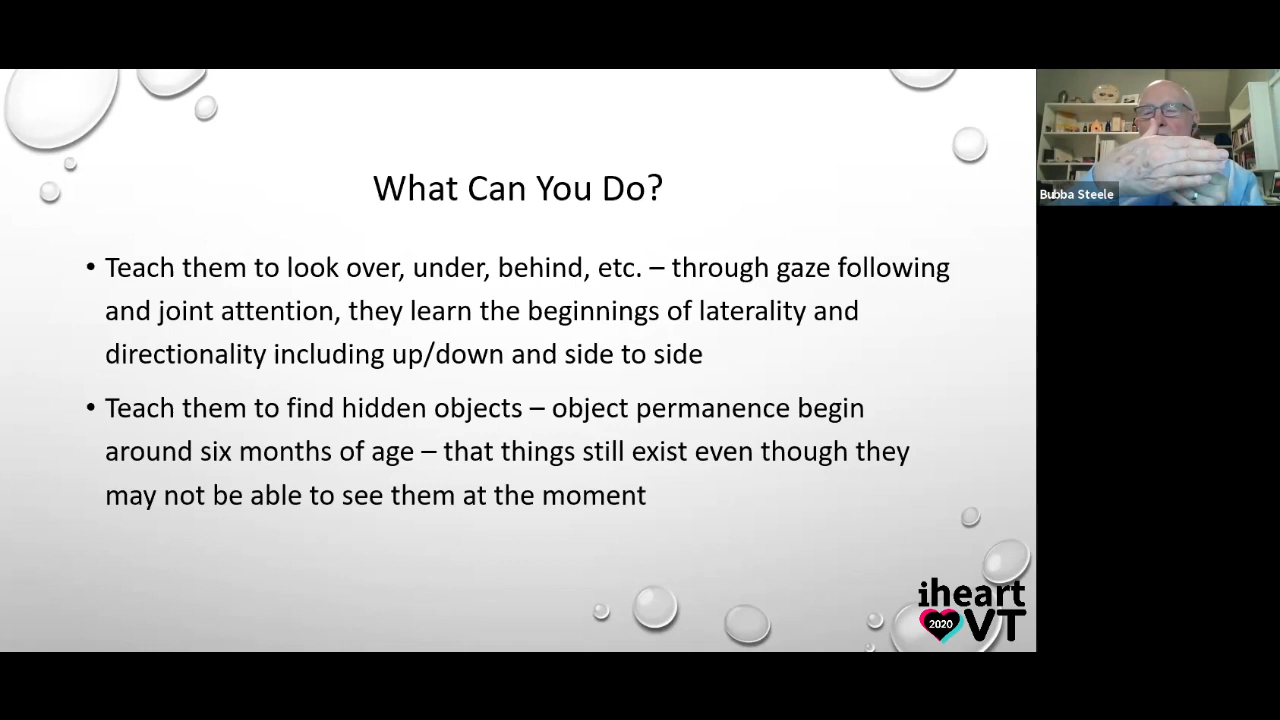 What Can You Do?
• Teach them to look over, under, behind, etc. – through gaze following
and joint attention, they learn the beginnings of laterality and
directionality including up/down and side to side
• Teach them to find hidden objects – object permanence begin
around six months of age – that things still exist even though they
may not be able to see them at the moment
iheart
2020 VT
Bubba Steele